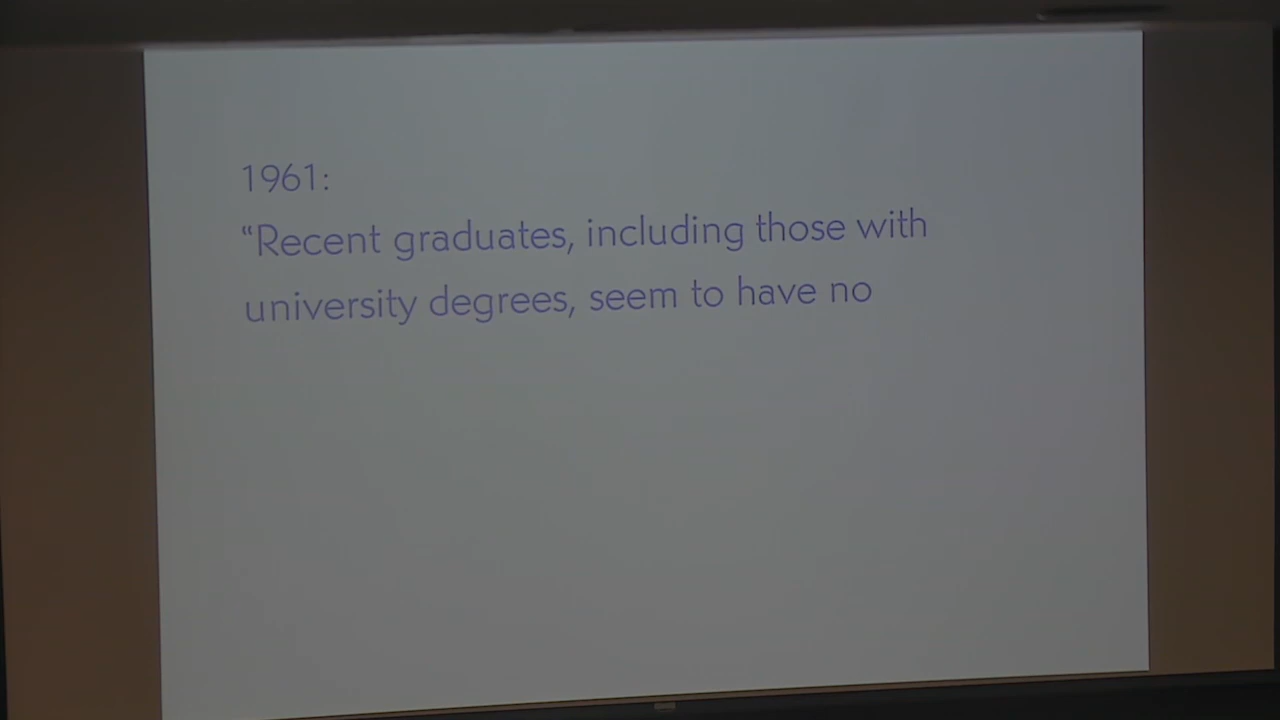 1961:
“Recent graduates, including those with
university degrees, seem to have no